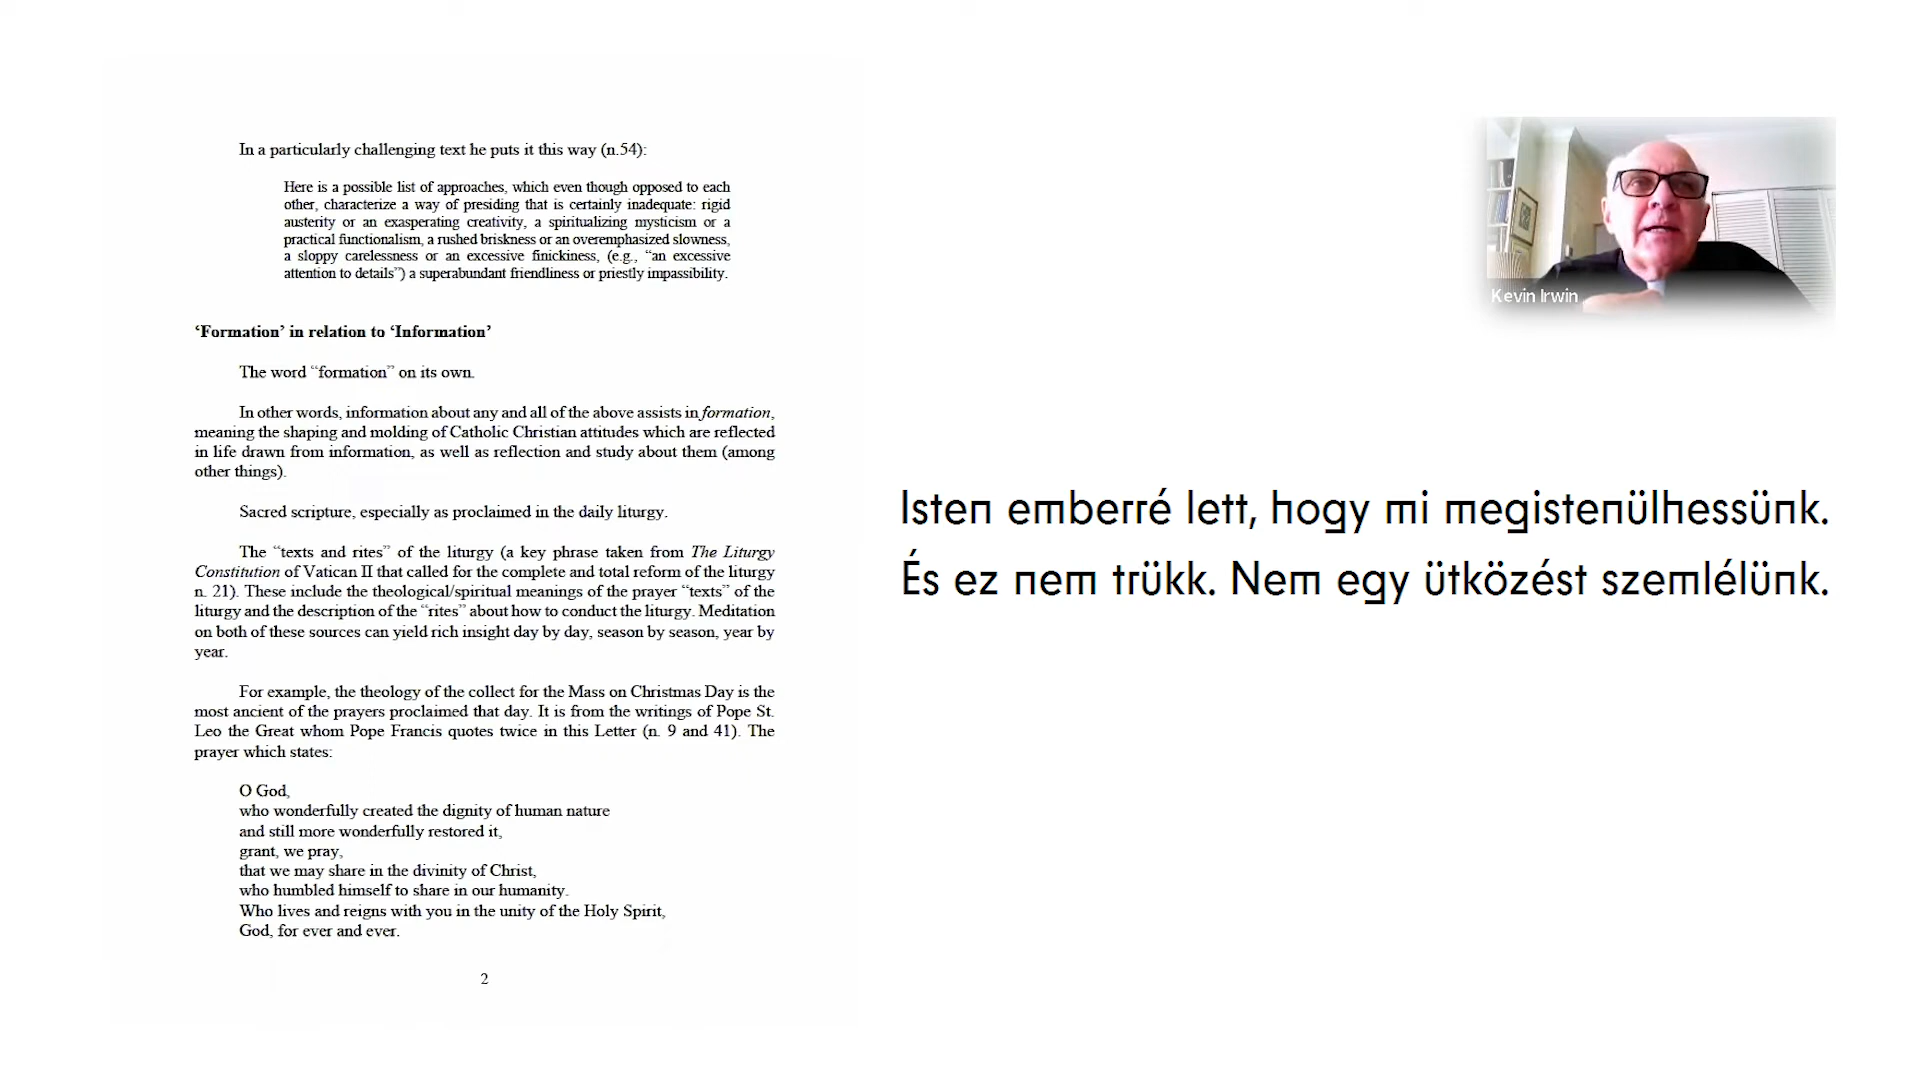 In a particularly challenging text he puts it this way (n.54):
Here is a possible list of approaches, which even though opposed to each
other, characterize a way of presiding that is certainly inadequate: rigid
austerity or an exasperating creativity, a spiritualizing mysticism or a
practical functionalism, a rushed briskness or an overemphasized slowness,
a sloppy carelessness or an excessive finickiness, (e.g., “an excessive
attention to details”) a superabundant friendliness or priestly impassibility.
‘Formation’ in relation to ‘Information’
The word “formation” on its own.
In other words, information about any and all of the above assists in formation,
meaning the shaping and molding of Catholic Christian attitudes which are reflected
in life drawn from information, as well as reflection and study about them (among
other things).
Sacred scripture, especially as proclaimed in the daily liturgy.
The “texts and rites” of the liturgy (a key phrase taken from The Liturgy
Constitution of Vatican II that called for the complete and total reform of the liturgy
n. 21). These include the theological/spiritual meanings of the prayer “texts” of the
liturgy and the description of the “rites” about how to conduct the liturgy. Meditation
on both of these sources can yield rich insight day by day, season by season, year by
year.
For example, the theology of the collect for the Mass on Christmas Day is the
most ancient of the prayers proclaimed that day. It is from the writings of Pope St.
Leo the Great whom Pope Francis quotes twice in this Letter (n. 9 and 41). The
prayer which states:
O God,
who wonderfully created the dignity of human nature
and still more wonderfully restored it,
grant, we pray,
that we may share in the divinity of Christ,
who humbled himself to share in our humanity.
Who lives and reigns with you in the unity of the Holy Spirit,
God, for ever and ever.
2
Kevin Irwin
Isten emberré lett, hogy mi megistenülhessünk.
És ez nem trükk. Nem egy ütközést szemlélünk.